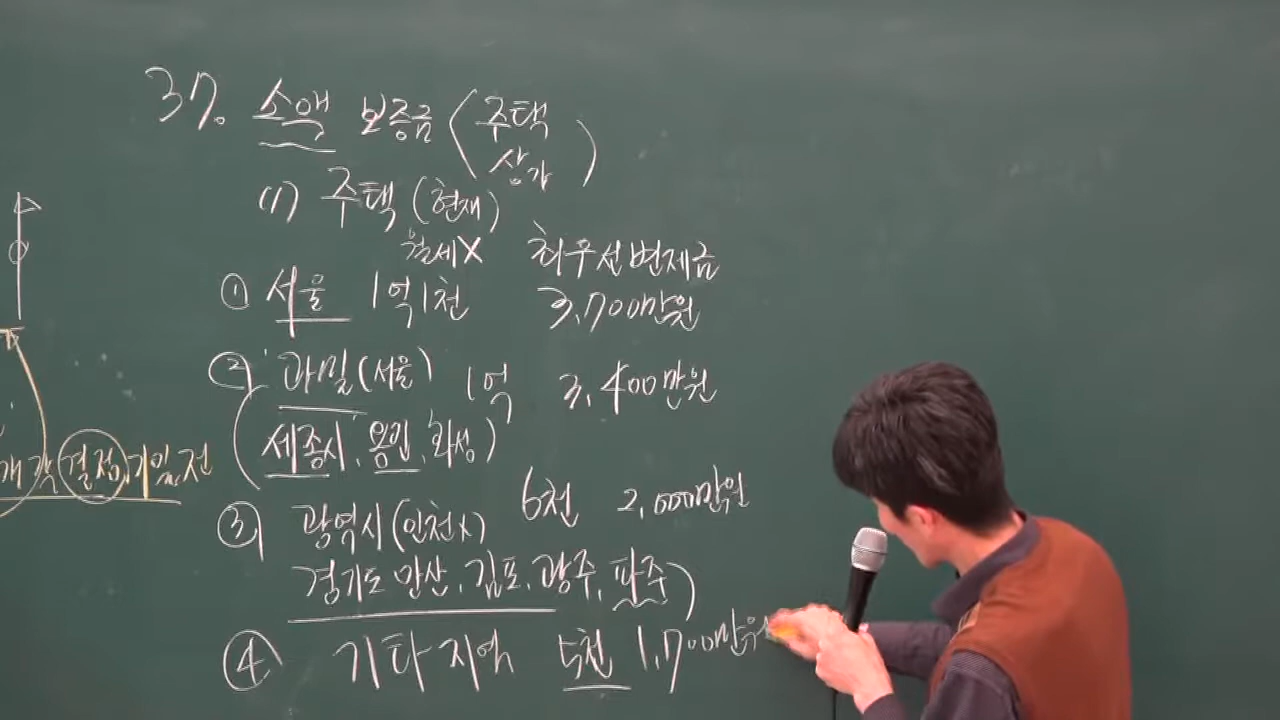 37. 소액 보증금 (주택
상가)
(1) 주택 (현재)
월세X 최우선변제금
① 서울 1억1천 3,700만원
② 과밀(서울) 1억 3,400만원
(세종시, 용인, 화성)
개각 결정기일 전
③ 광역시(인천x) 6천 2,000만원
경기도 안산, 김포, 광주, 파주)
④ 기타지역 5천 1,700만원